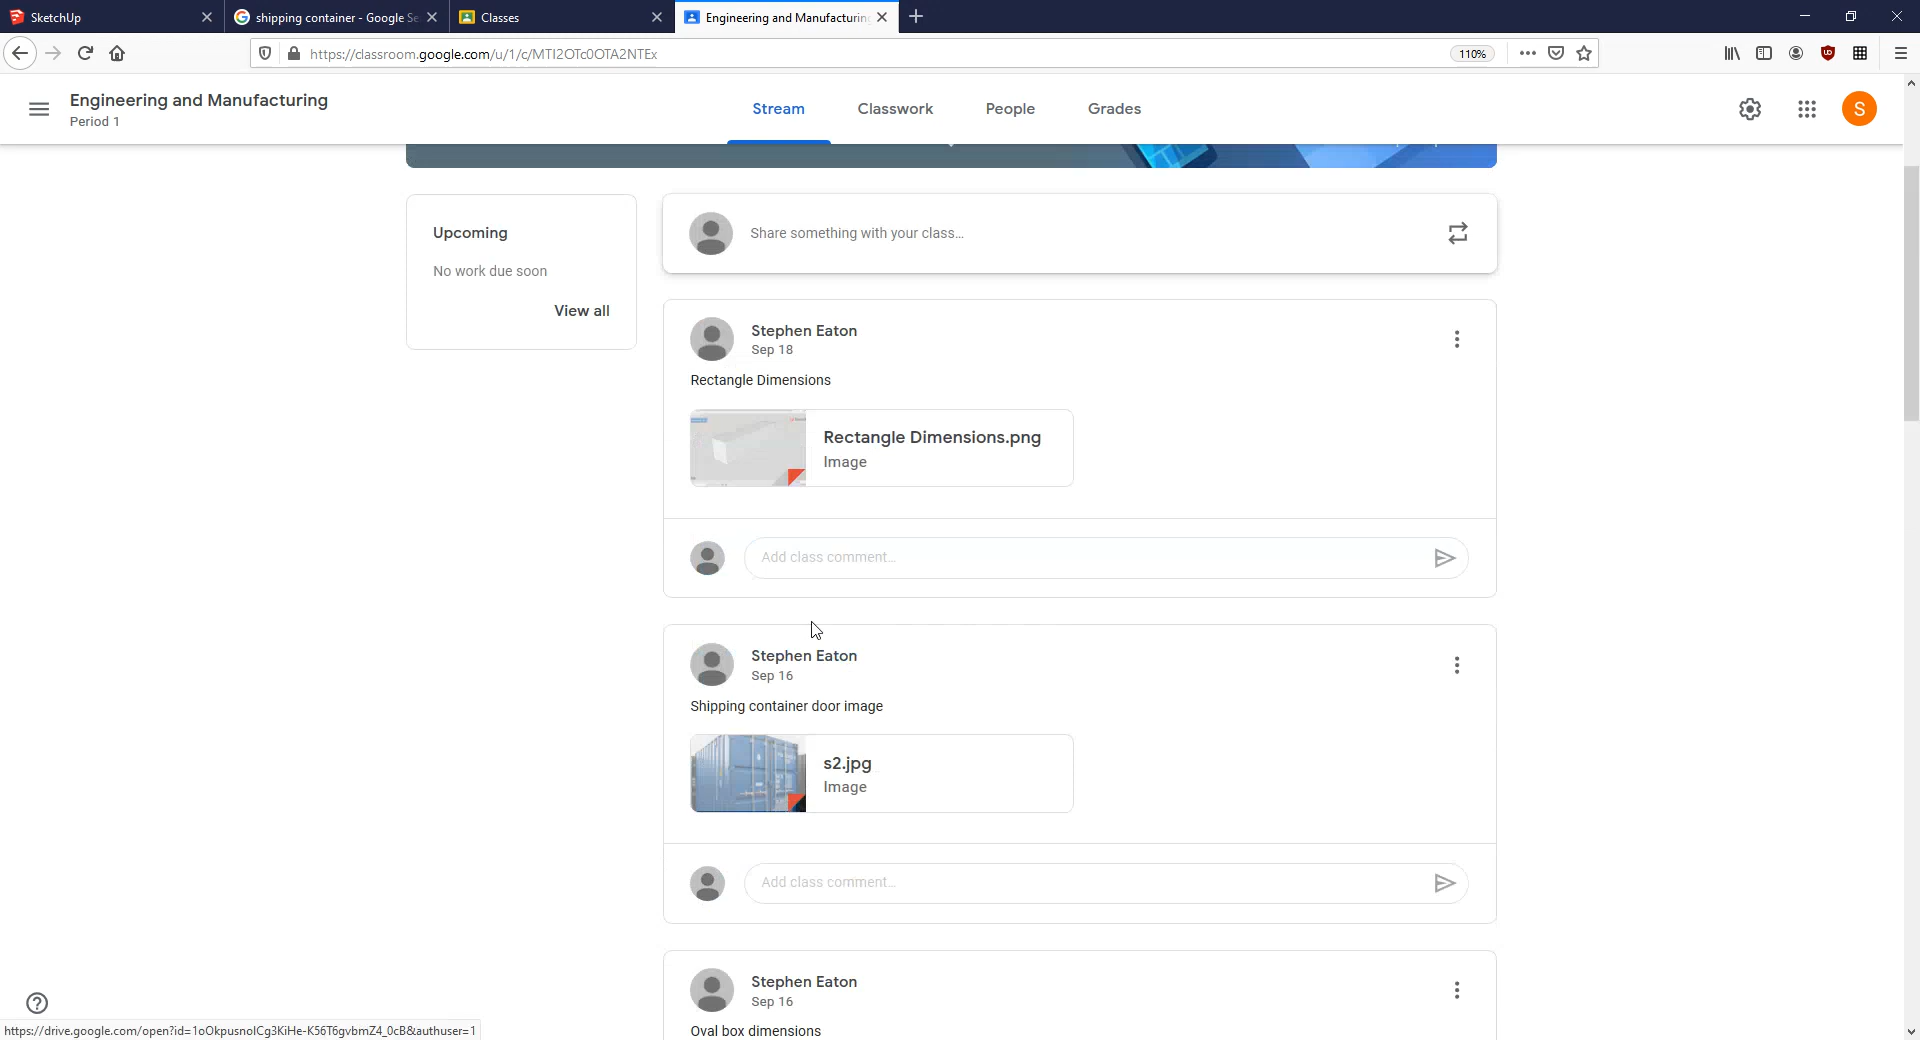 SketchUp
shipping container - Google Se
Classes
Engineering and Manufacturing
https://classroom.google.com/u/1/c/MTI2OTc0OTA2NTEx
110%
Engineering and Manufacturing
Period 1
Stream
Classwork
People
Grades
S
Upcoming
No work due soon
View all
Share something with your class...
Stephen Eaton
Sep 18
Rectangle Dimensions
Rectangle Dimensions.png
Image
Add class comment...
Stephen Eaton
Sep 16
Shipping container door image
s2.jpg
Image
Add class comment...
Stephen Eaton
Sep 16
Oval box dimensions
https://drive.google.com/open?id=1oOkpusnoICg3KiHe-K56T6gvbmZ4_0cB&authuser=1